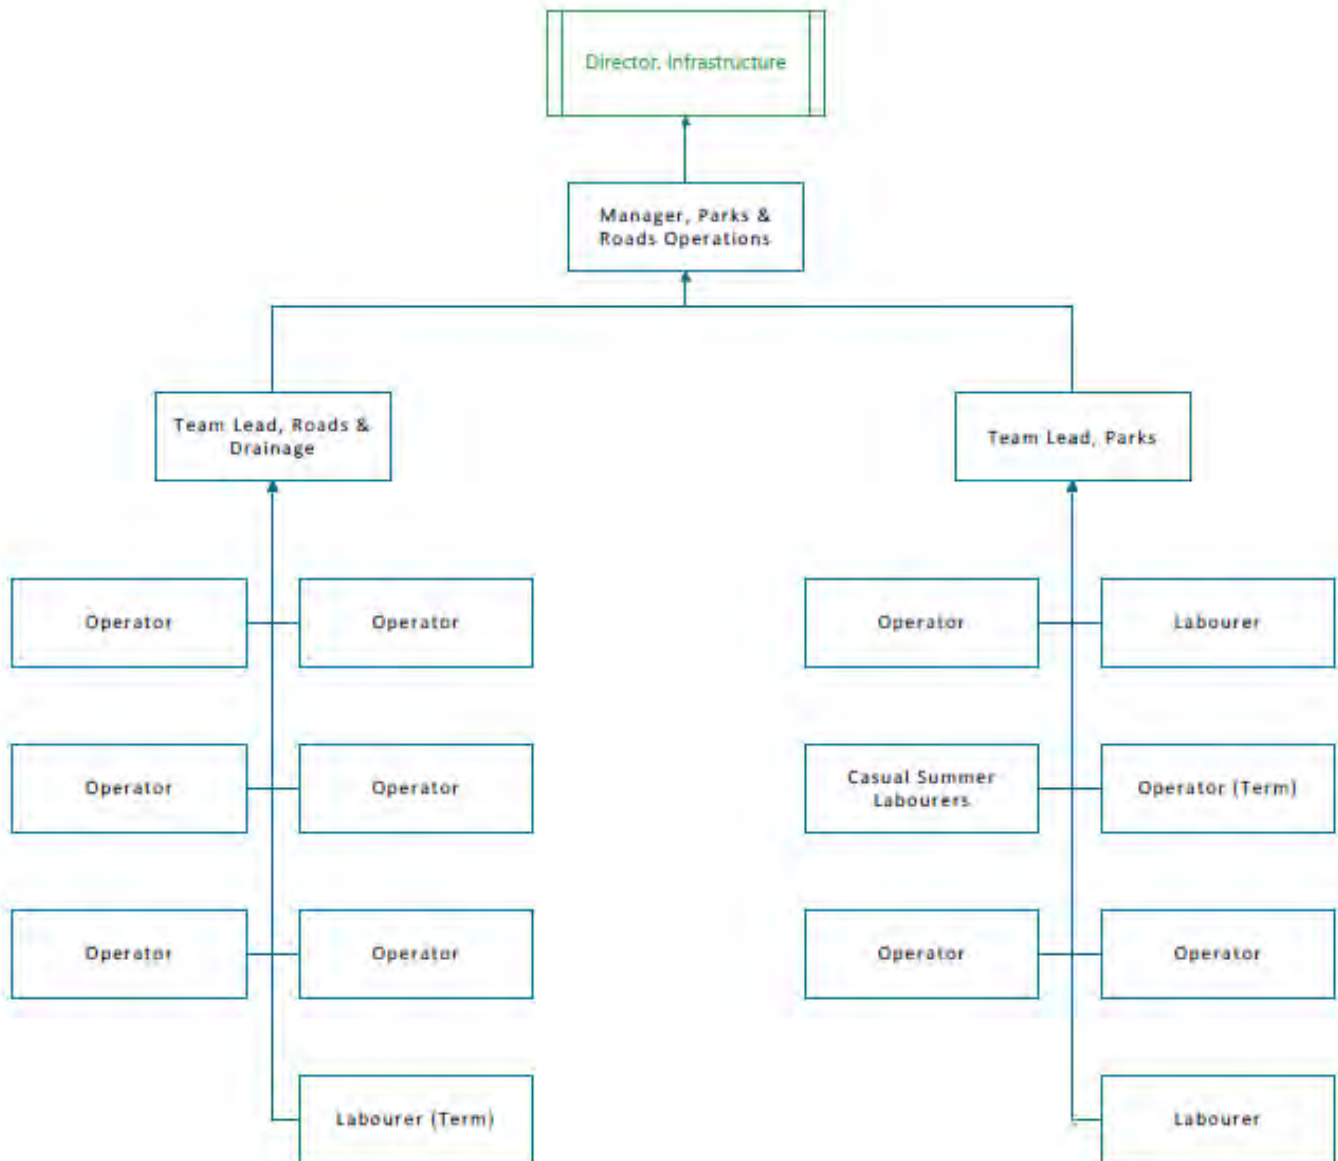 Director, Infrastructure
Manager, Parks &
Roads Operations
Team Lead, Roads &
Drainage
Team Lead, Parks
Operator
Operator
Operator
Labourer
Operator
Operator
Casual Summer
Labourers
Operator (Term)
Operator
Operator
Operator
Operator
Labourer (Term)
Labourer